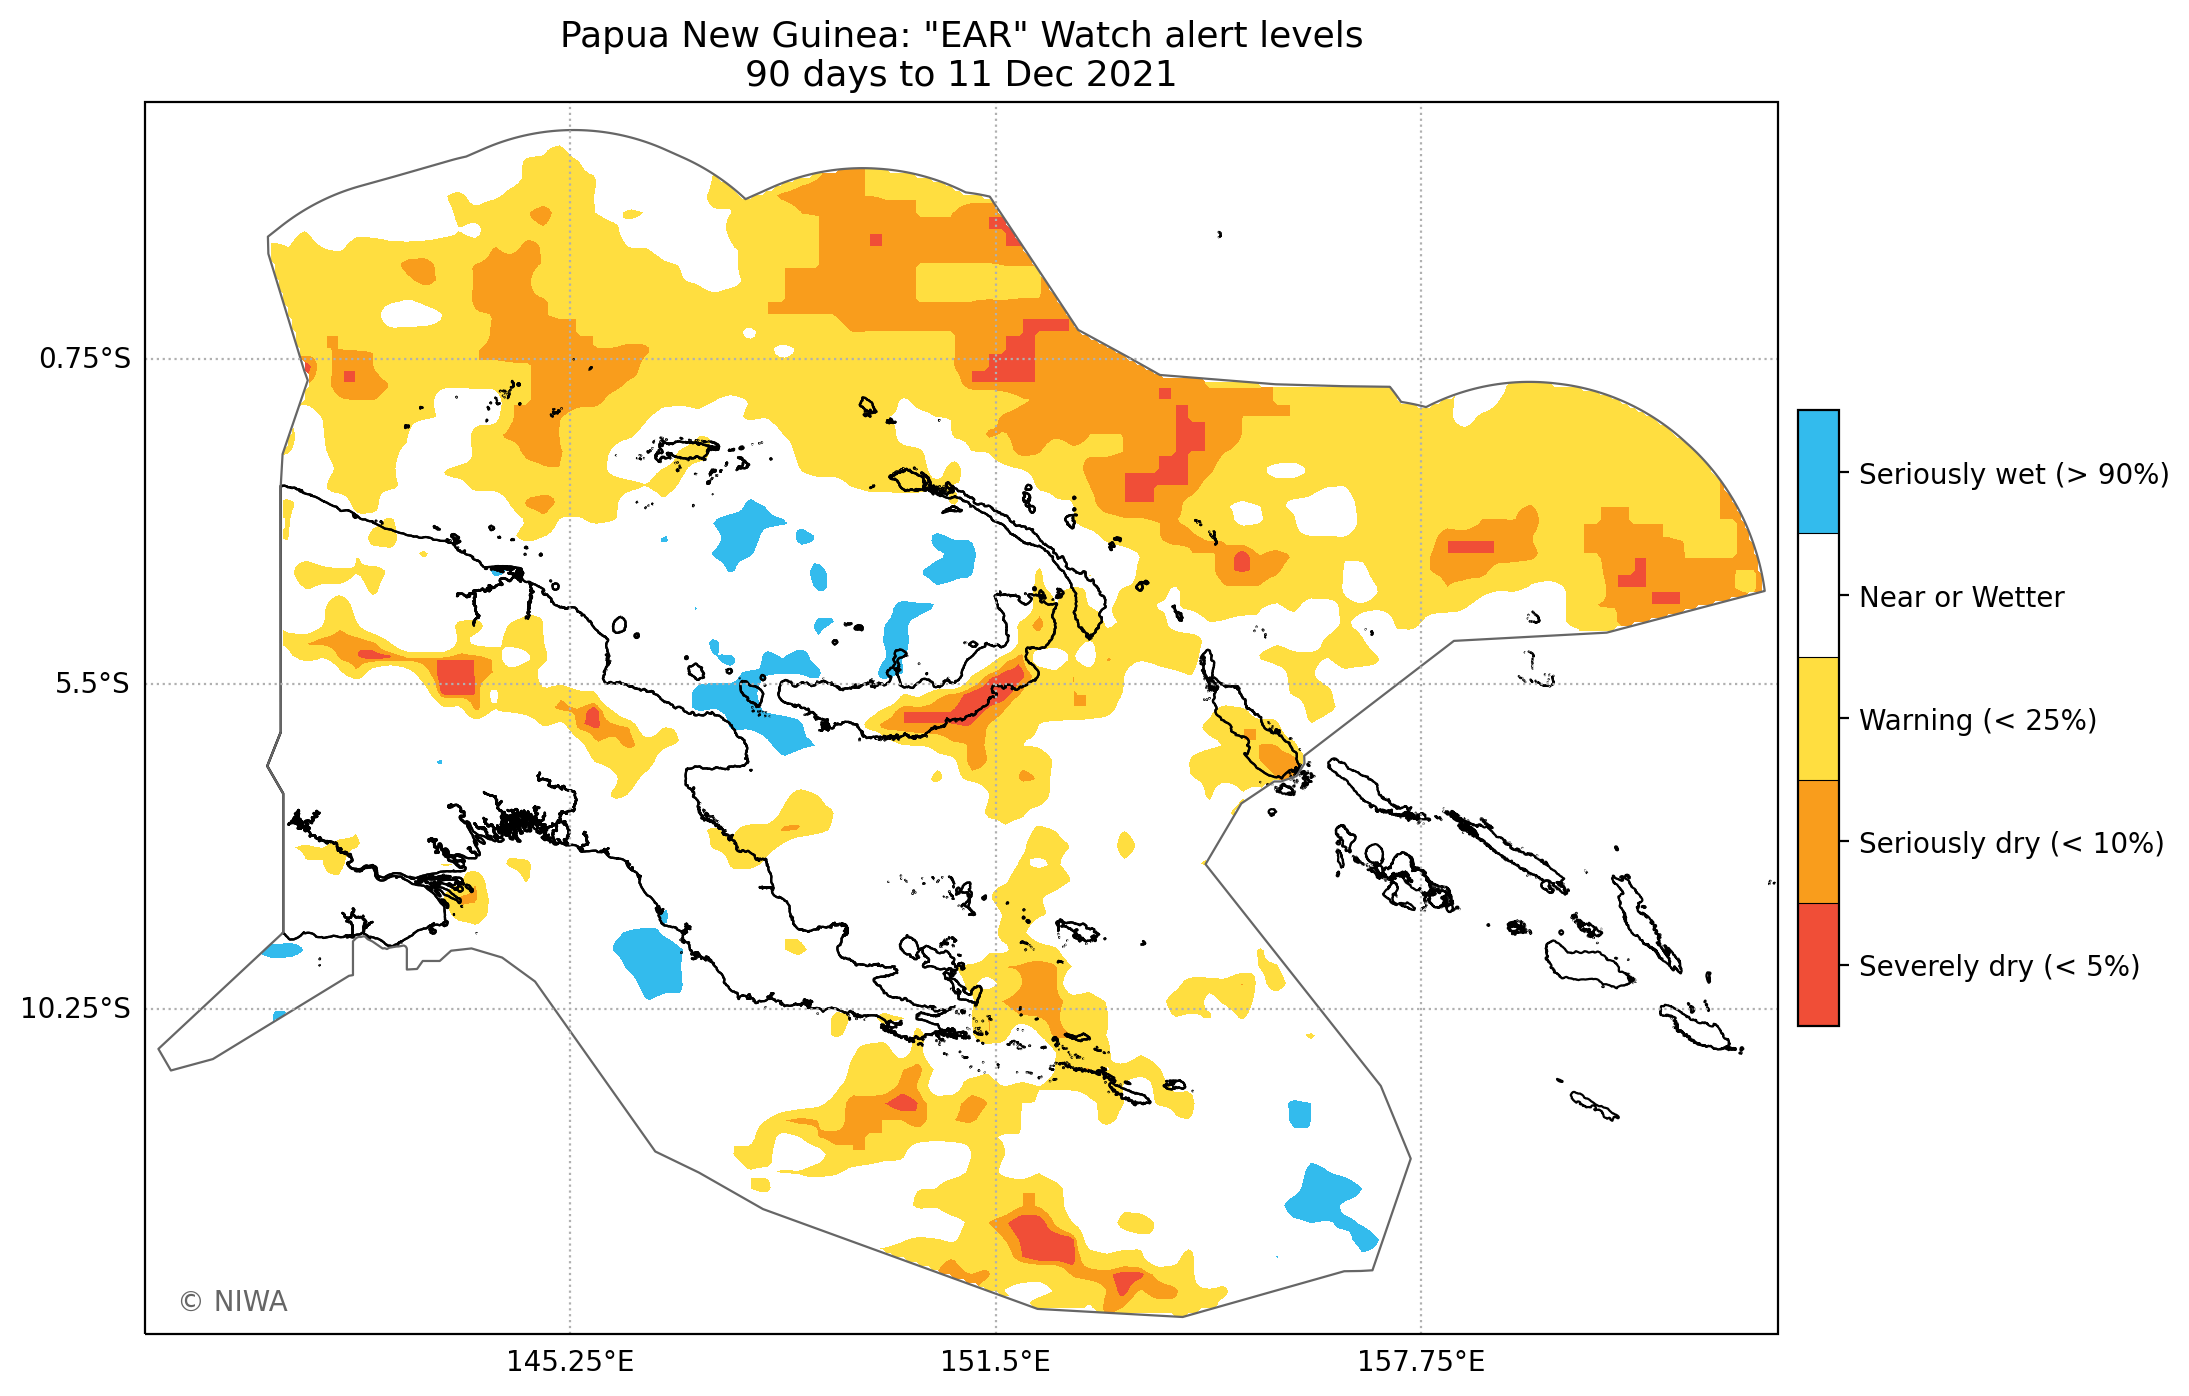 Papua New Guinea: "EAR" Watch alert levels
90 days to 11 Dec 2021
0.75°S
5.5°S
10.25°S
145.25°E
151.5°E
157.75°E
Seriously wet (> 90%)
Near or Wetter
Warning (< 25%)
Seriously dry (< 10%)
Severely dry (< 5%)
© NIWA